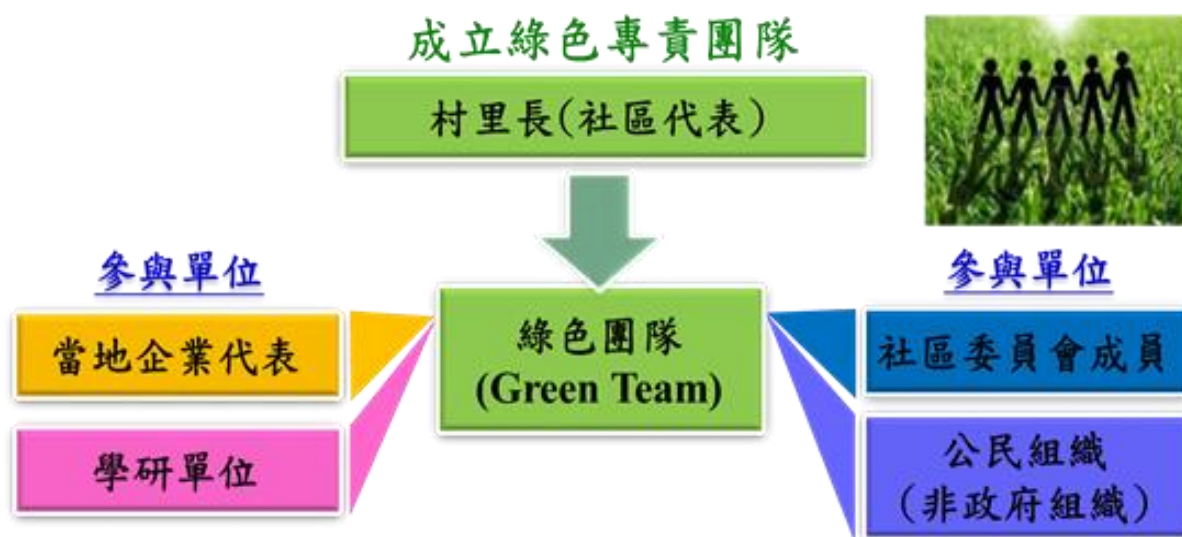 成立綠色專責團隊
村里長(社區代表)
參與單位
當地企業代表
學研單位
綠色團隊
(Green Team)
參與單位
社區委員會成員
公民組織
(非政府組織)